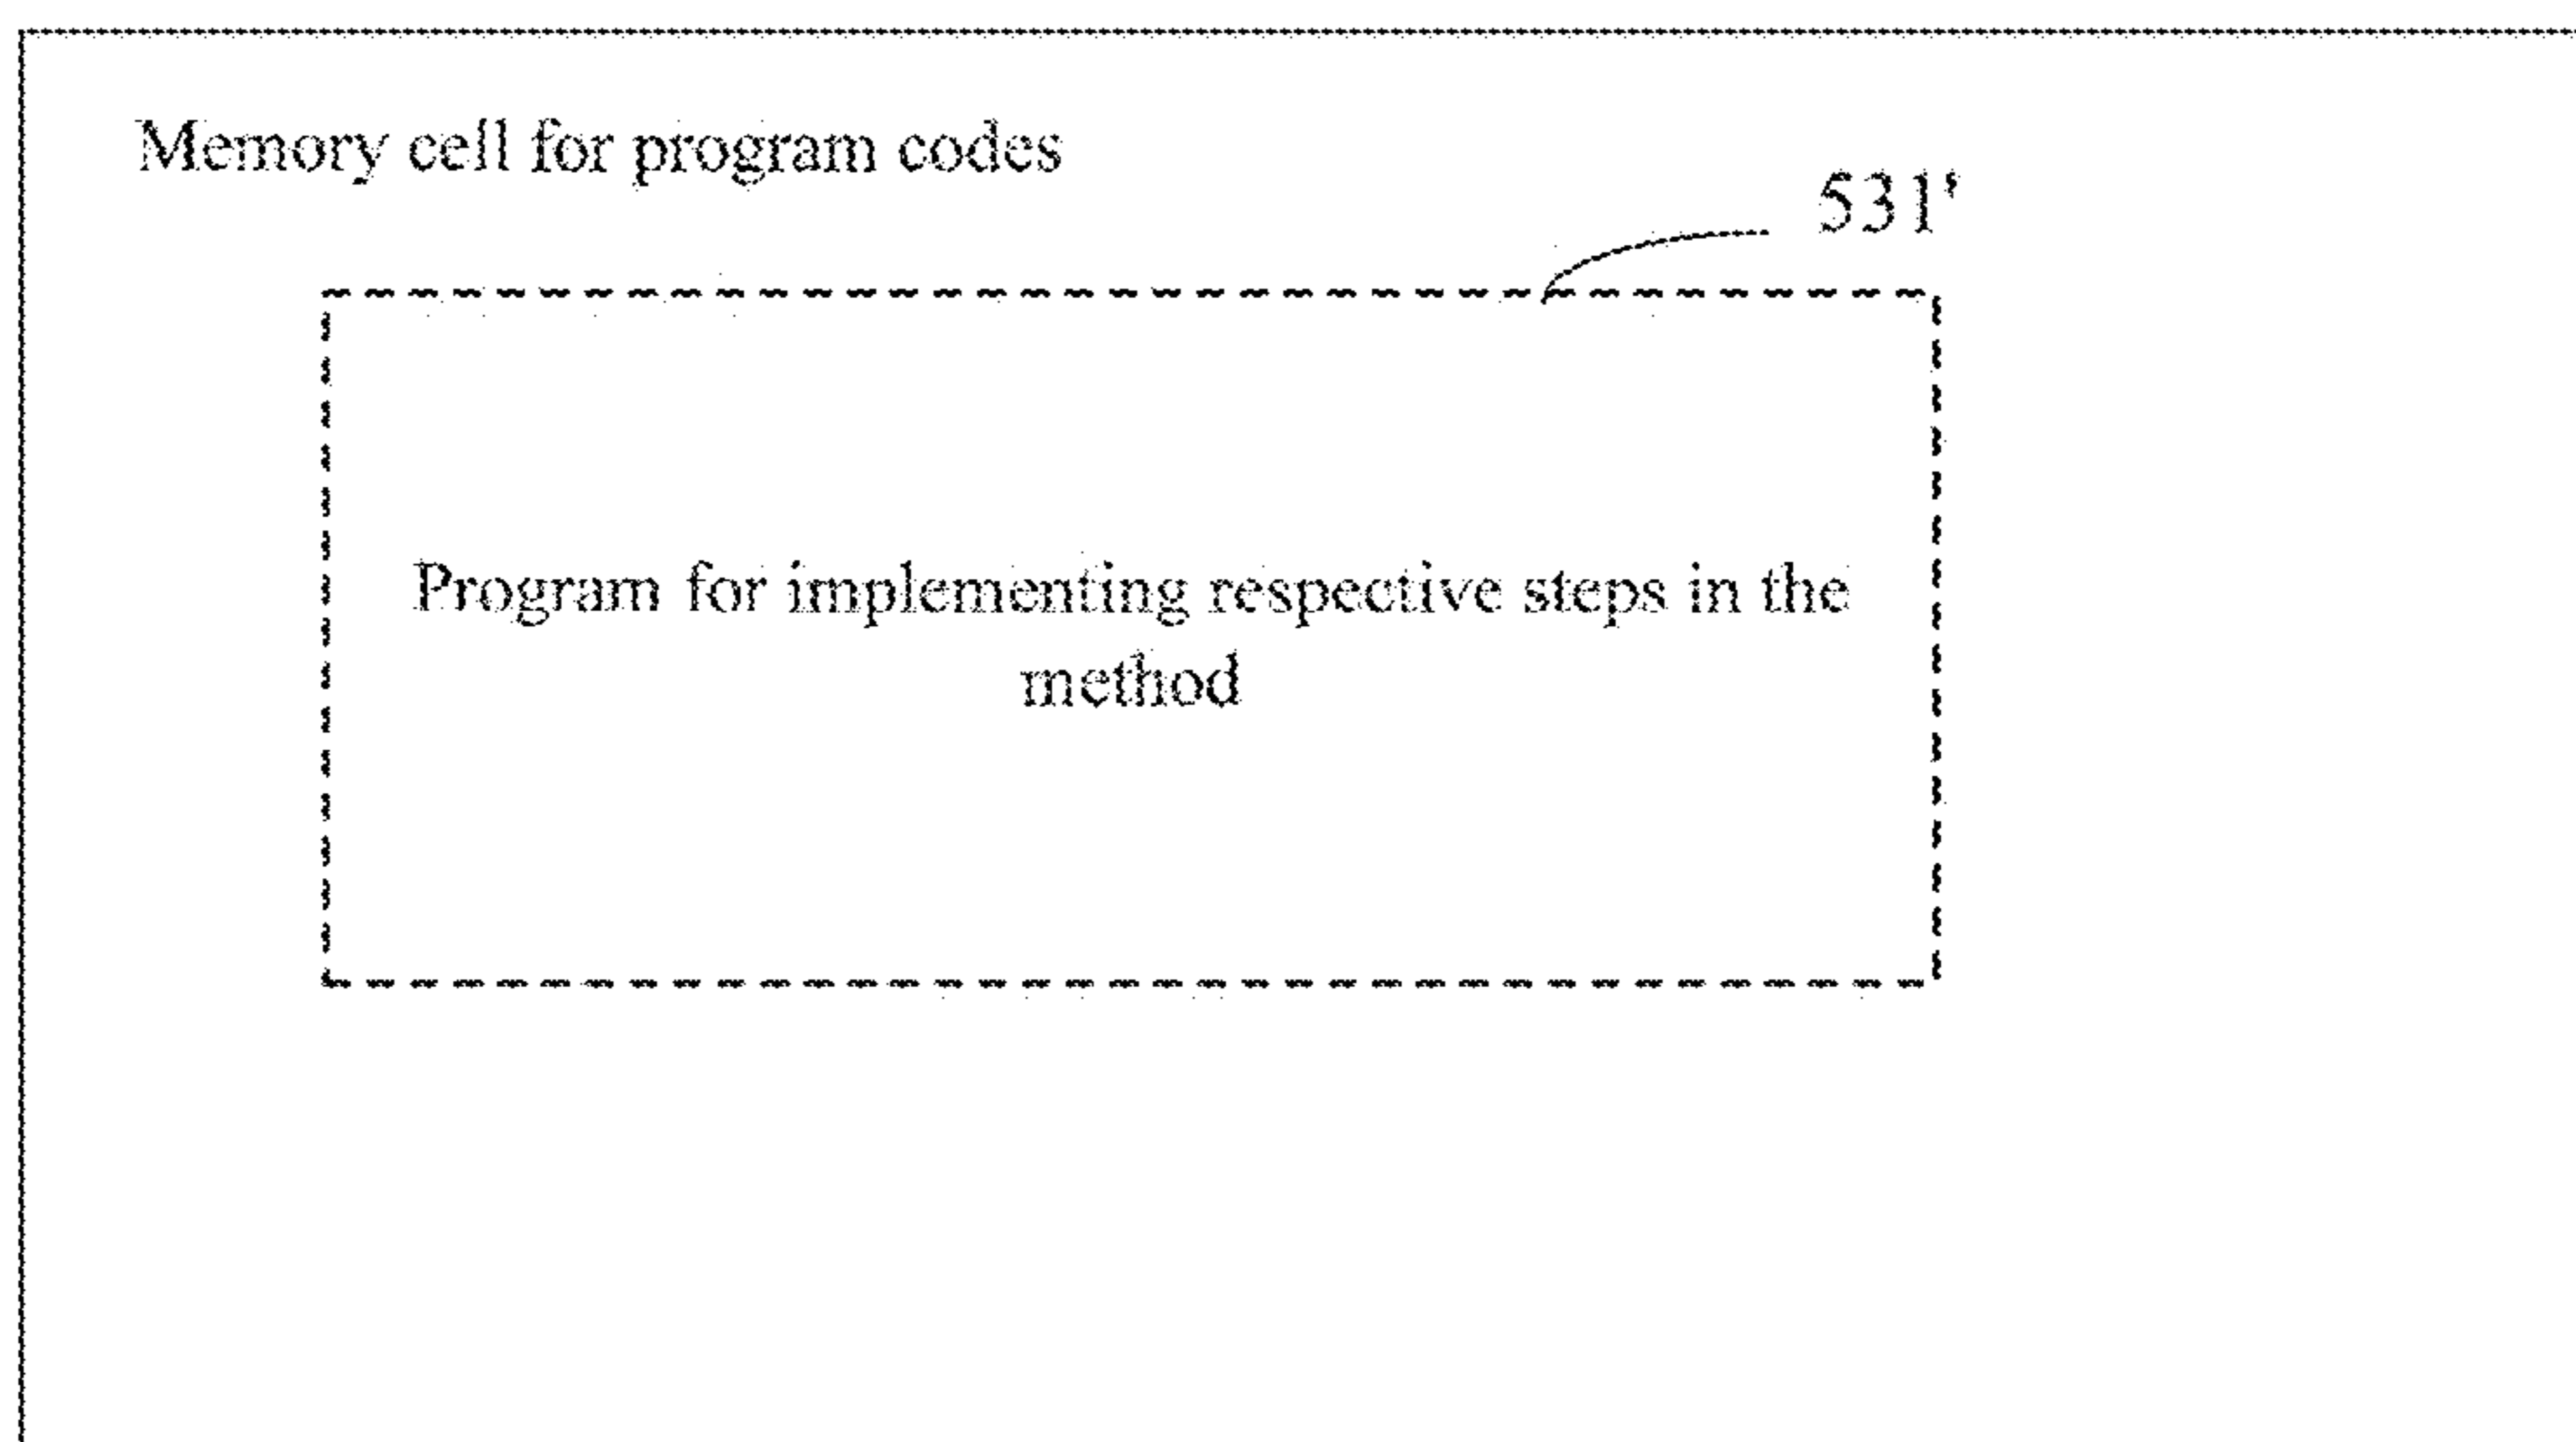 Memory cell for program codes
531'
Program for implementing respective steps in the
method